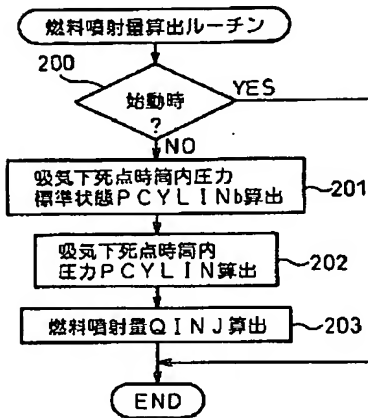 燃料噴射量算出ルーチン
200
始動時
?
YES
NO
吸気下死点時筒内圧力
標準状態PCYLINb算出
201
吸気下死点時筒内
圧力PCYLIN算出
202
燃料噴射量QINJ算出
203
END